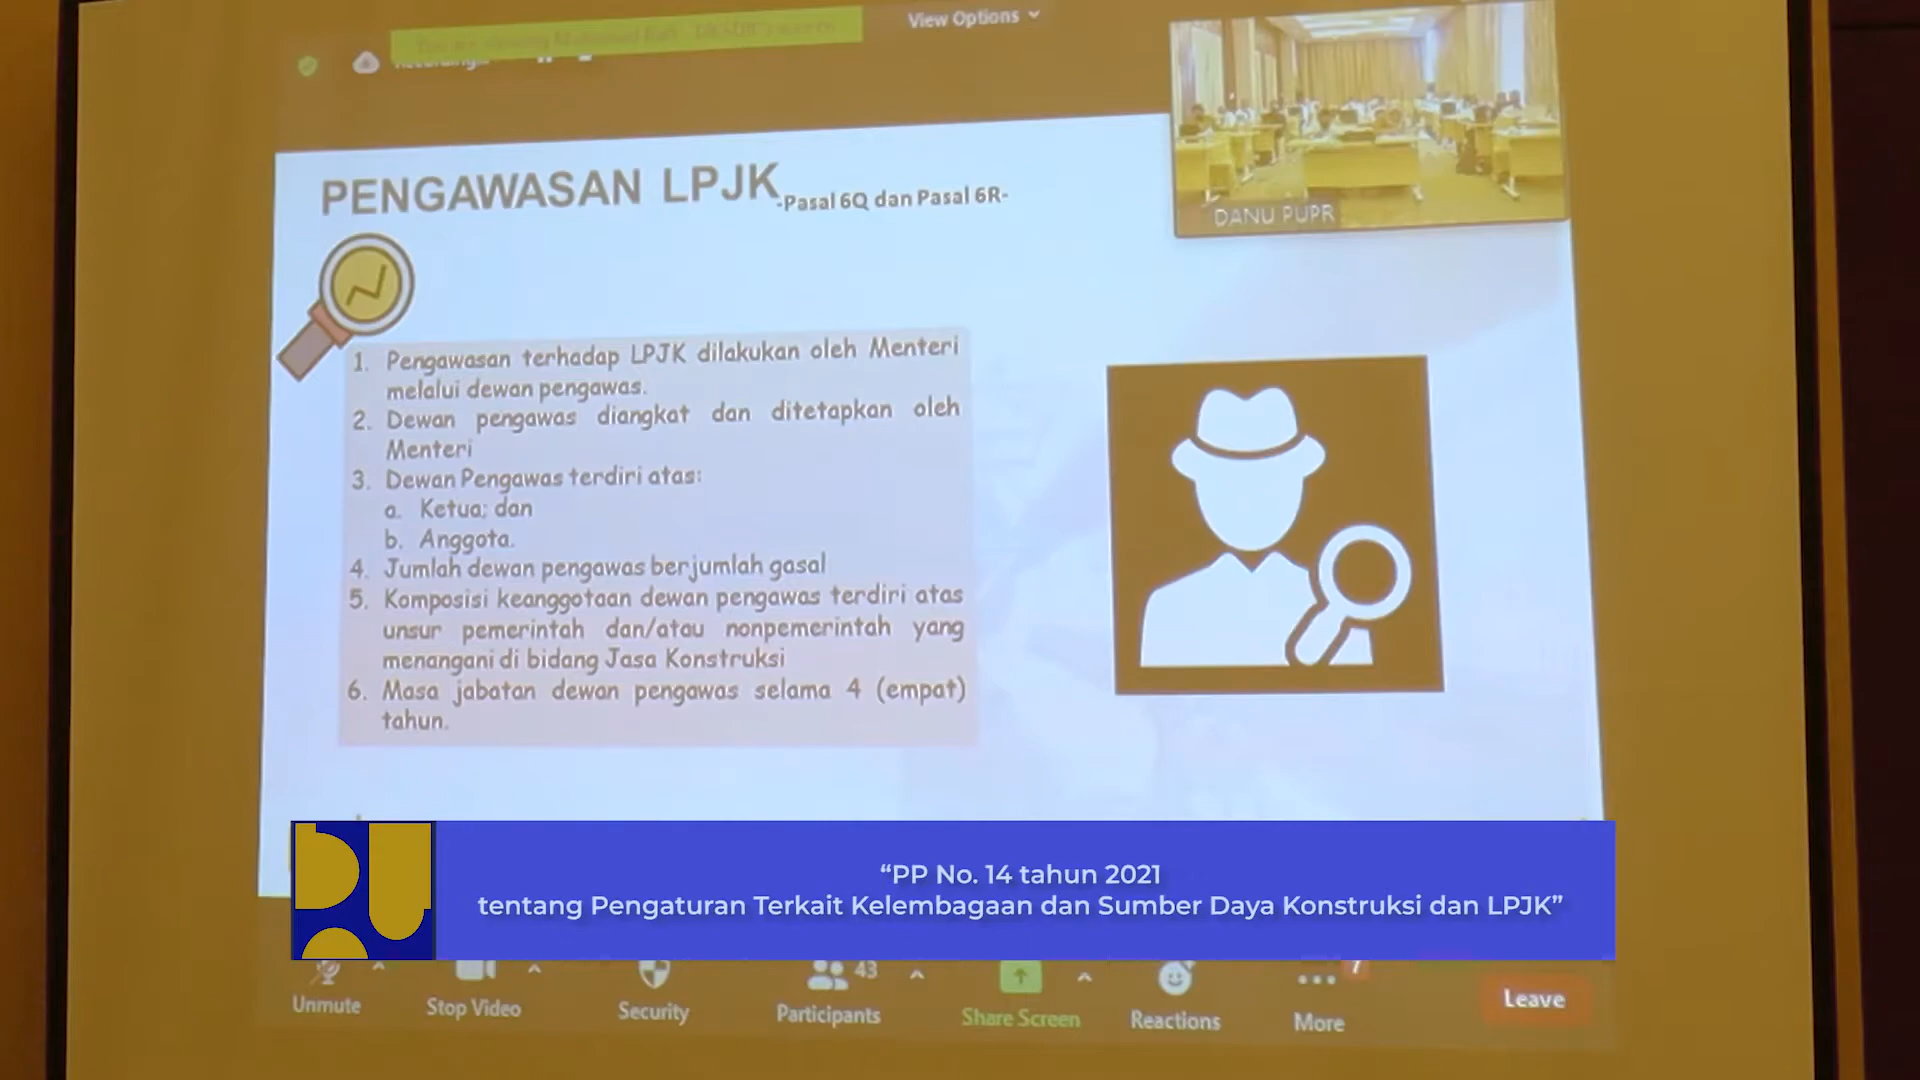 View Options
Recording...
DANU PUPR
PENGAWASAN LPJK -Pasal 6Q dan Pasal 6R-
1. Pengawasan terhadap LPJK dilakukan oleh Menteri
melalui dewan pengawas.
2. Dewan pengawas diangkat dan ditetapkan oleh
Menteri
3. Dewan Pengawas terdiri atas:
a. Ketua; dan
b. Anggota.
4. Jumlah dewan pengawas berjumlah gasal
5. Komposisi keanggotaan dewan pengawas terdiri atas
unsur pemerintah dan/atau nonpemerintah yang
menangani di bidang Jasa Konstruksi
6. Masa jabatan dewan pengawas selama 4 (empat)
tahun.
“PP No. 14 tahun 2021
tentang Pengaturan Terkait Kelembagaan dan Sumber Daya Konstruksi dan LPJK”
43
7
Unmute Stop Video Security Participants Share Screen Reactions More Leave